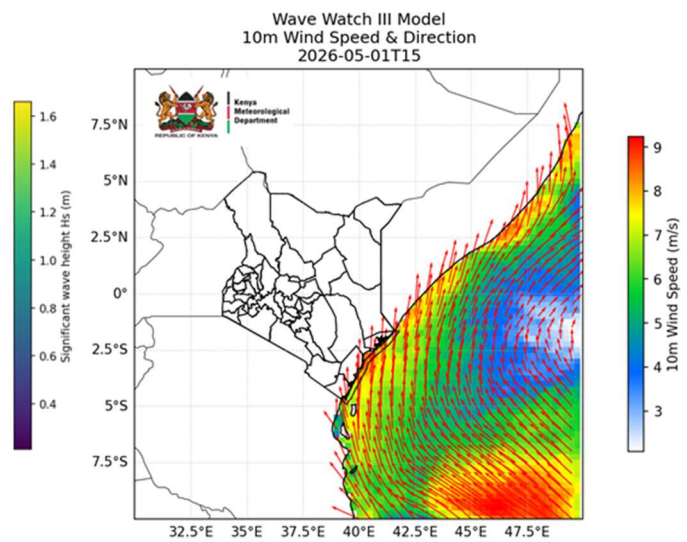 Wave Watch III Model
10m Wind Speed & Direction
2026-05-01T15
Kenya
Meteorological
Department
REPUBLIC OF KENYA
1.6
1.4
1.2
1.0
0.8
0.6
0.4
Significant wave height Hs (m)
7.5°N
5°N
2.5°N
0°
2.5°S
5°S
7.5°S
32.5°E
35°E
37.5°E
40°E
42.5°E
45°E
47.5°E
9
8
7
6
5
4
3
10m Wind Speed (m/s)